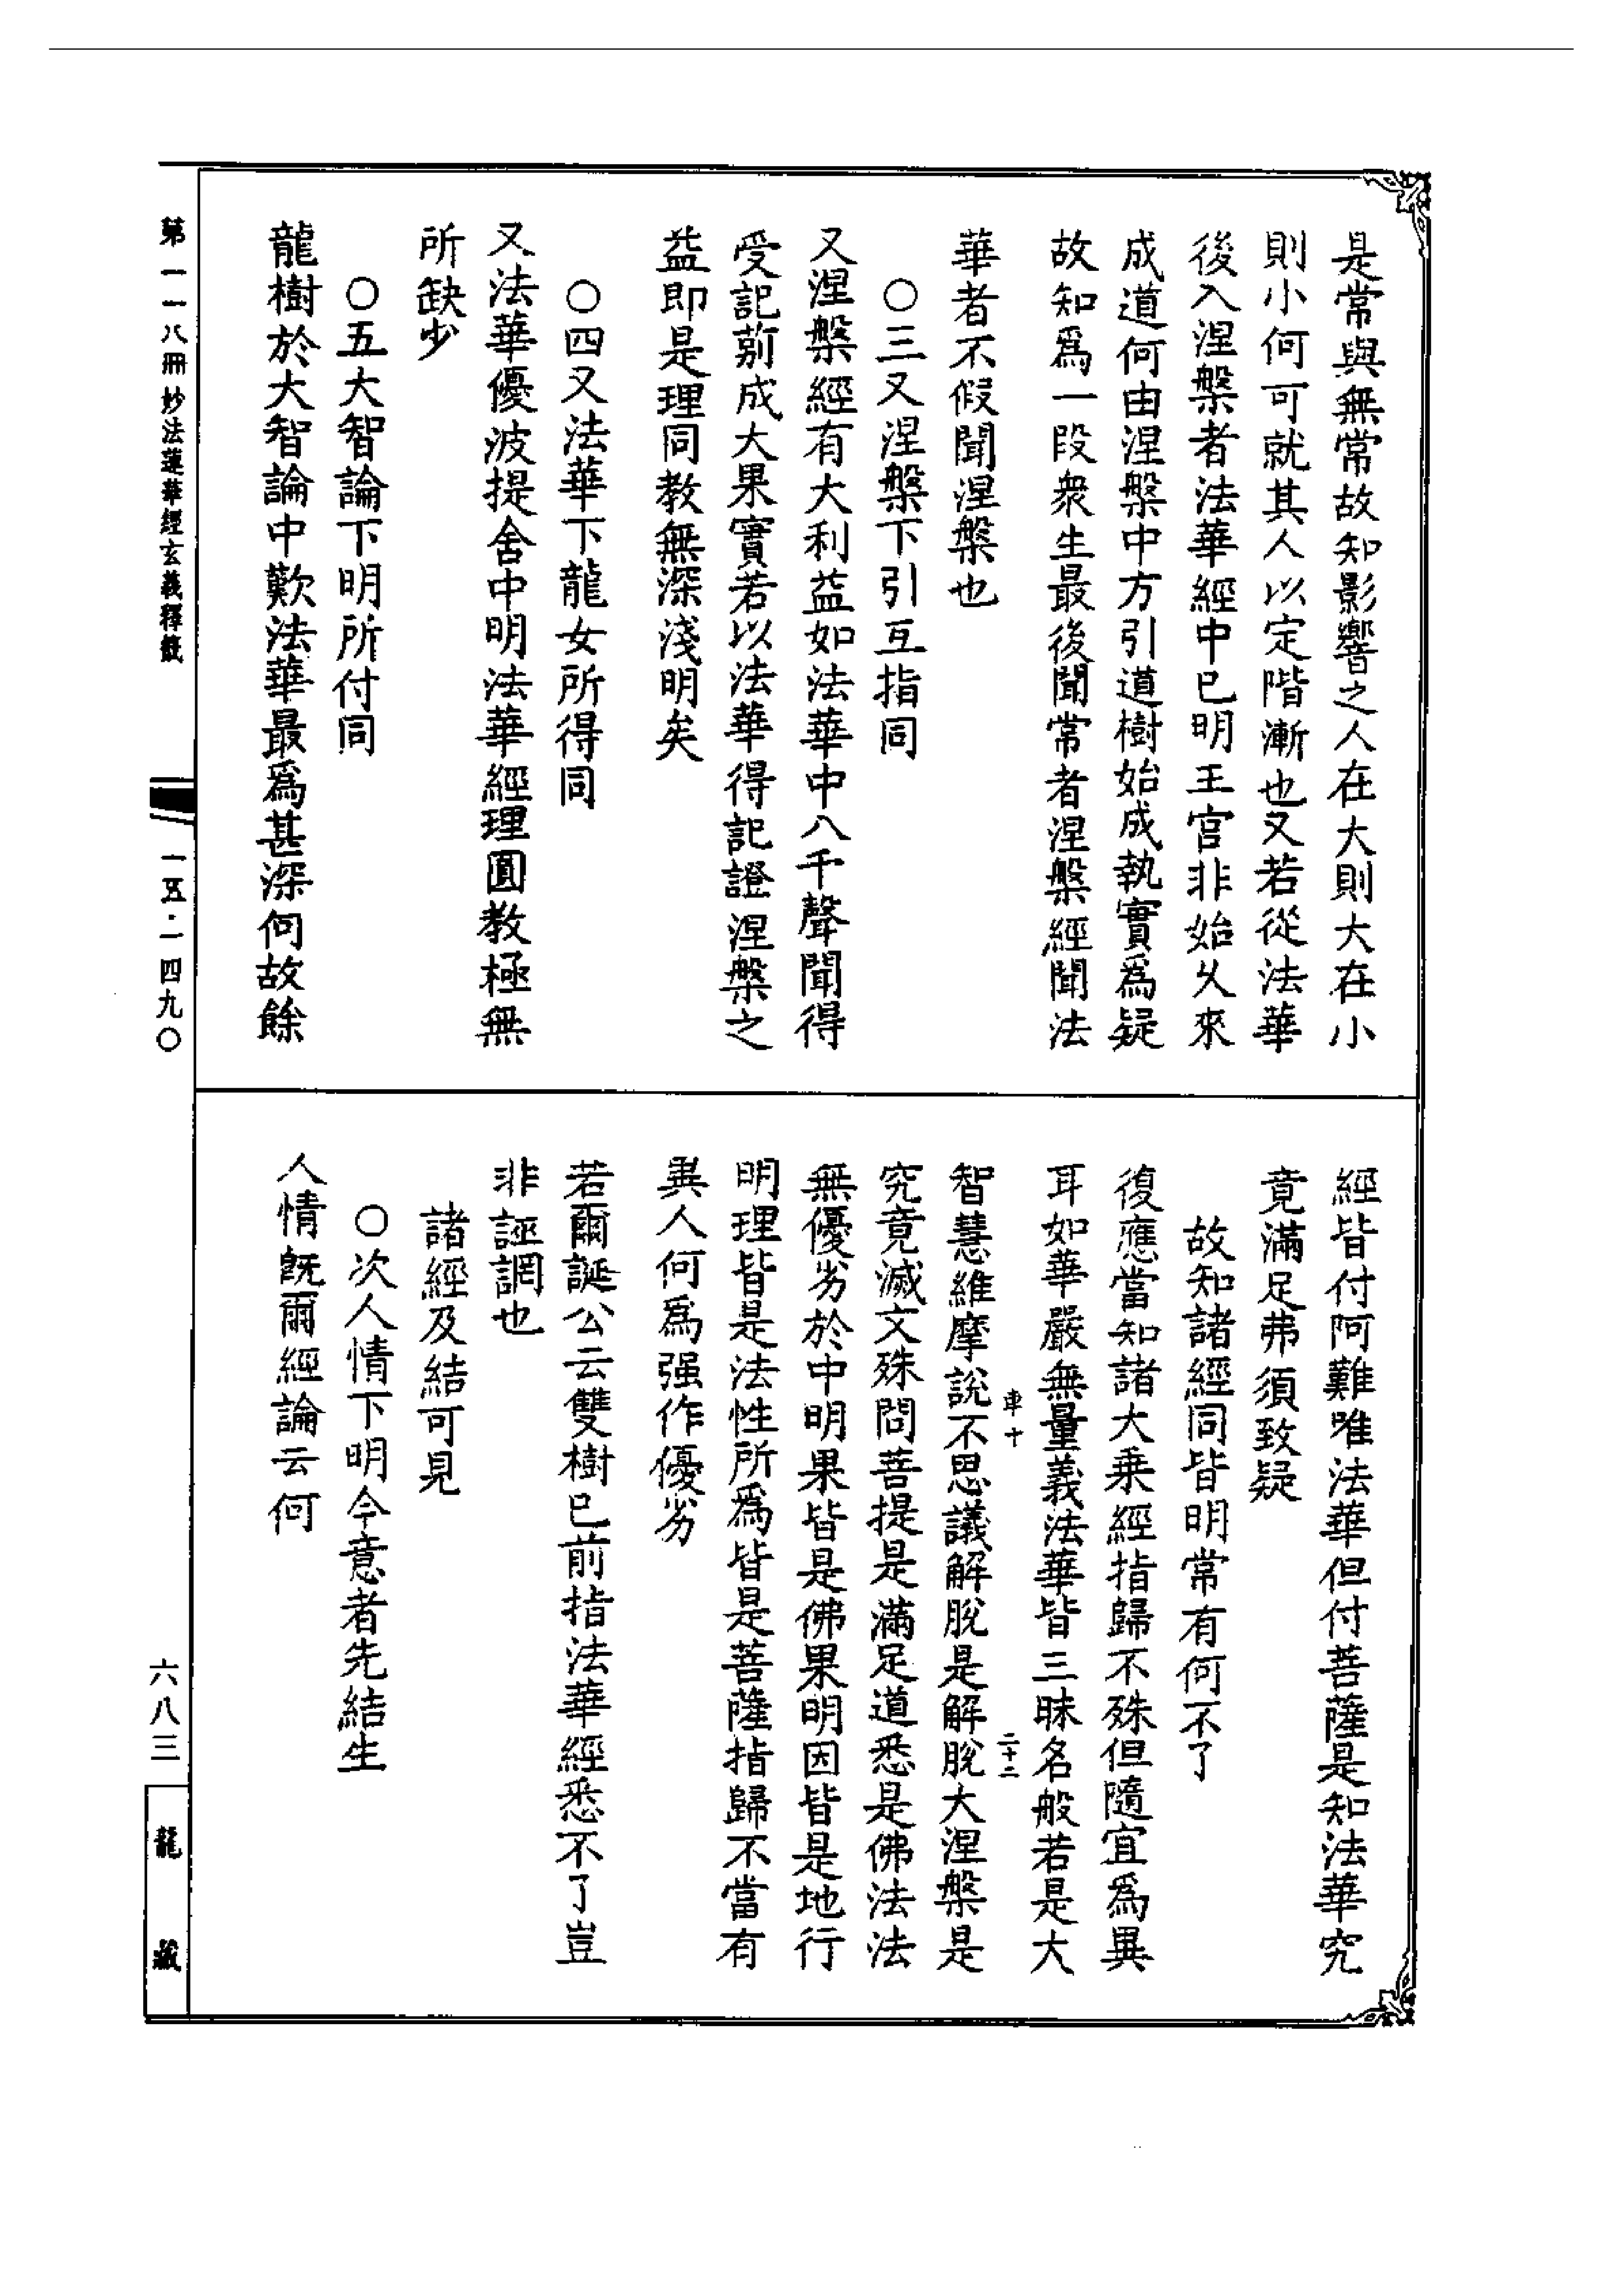 是常與無常故知影響之人在大則大在小
則小何可就其人以定階漸也又若從法華
後入涅槃者法華經中已明王宮非始久來
成道何由涅槃中方引道樹始成執實爲疑
故知爲一段衆生最後聞常者涅槃經聞法
華者不假聞涅槃也
〇三又涅槃下引互指同
又涅槃經有大利益如法華中八千聲聞得
受記莂成大果實若以法華得記證涅槃之
益即是理同教無深淺明矣
〇四又法華下龍女所得同
又法華優波提舍中明法華經理圓教極無
所缺少
〇五大智論下明所付同
龍樹於大智論中歎法華最爲甚深何故餘
經皆付阿難唯法華但付菩薩是知法華究
竟滿足弗須致疑
故知諸經同皆明常有何不了
復應當知諸大乗經指歸不殊但隨宜爲異
耳如華嚴無量義法華皆三昧名般若是大
車十
二十二
智慧維摩說不思議解脫是解脫大涅槃是
究竟滅文殊問菩提是滿足道悉是佛法法
無優劣於中明果皆是佛果明因皆是地行
明理皆是法性所爲皆是菩薩指歸不當有
異人何爲强作優劣
若爾誕公云雙樹已前指法華經悉不了豈
非誣調也
諸經及結可見
〇次人情下明今意者先結生
人情既爾經論云何
第一一八冊 妙法蓮華經玄義釋籤
一五·一四九〇
六八三
龍藏